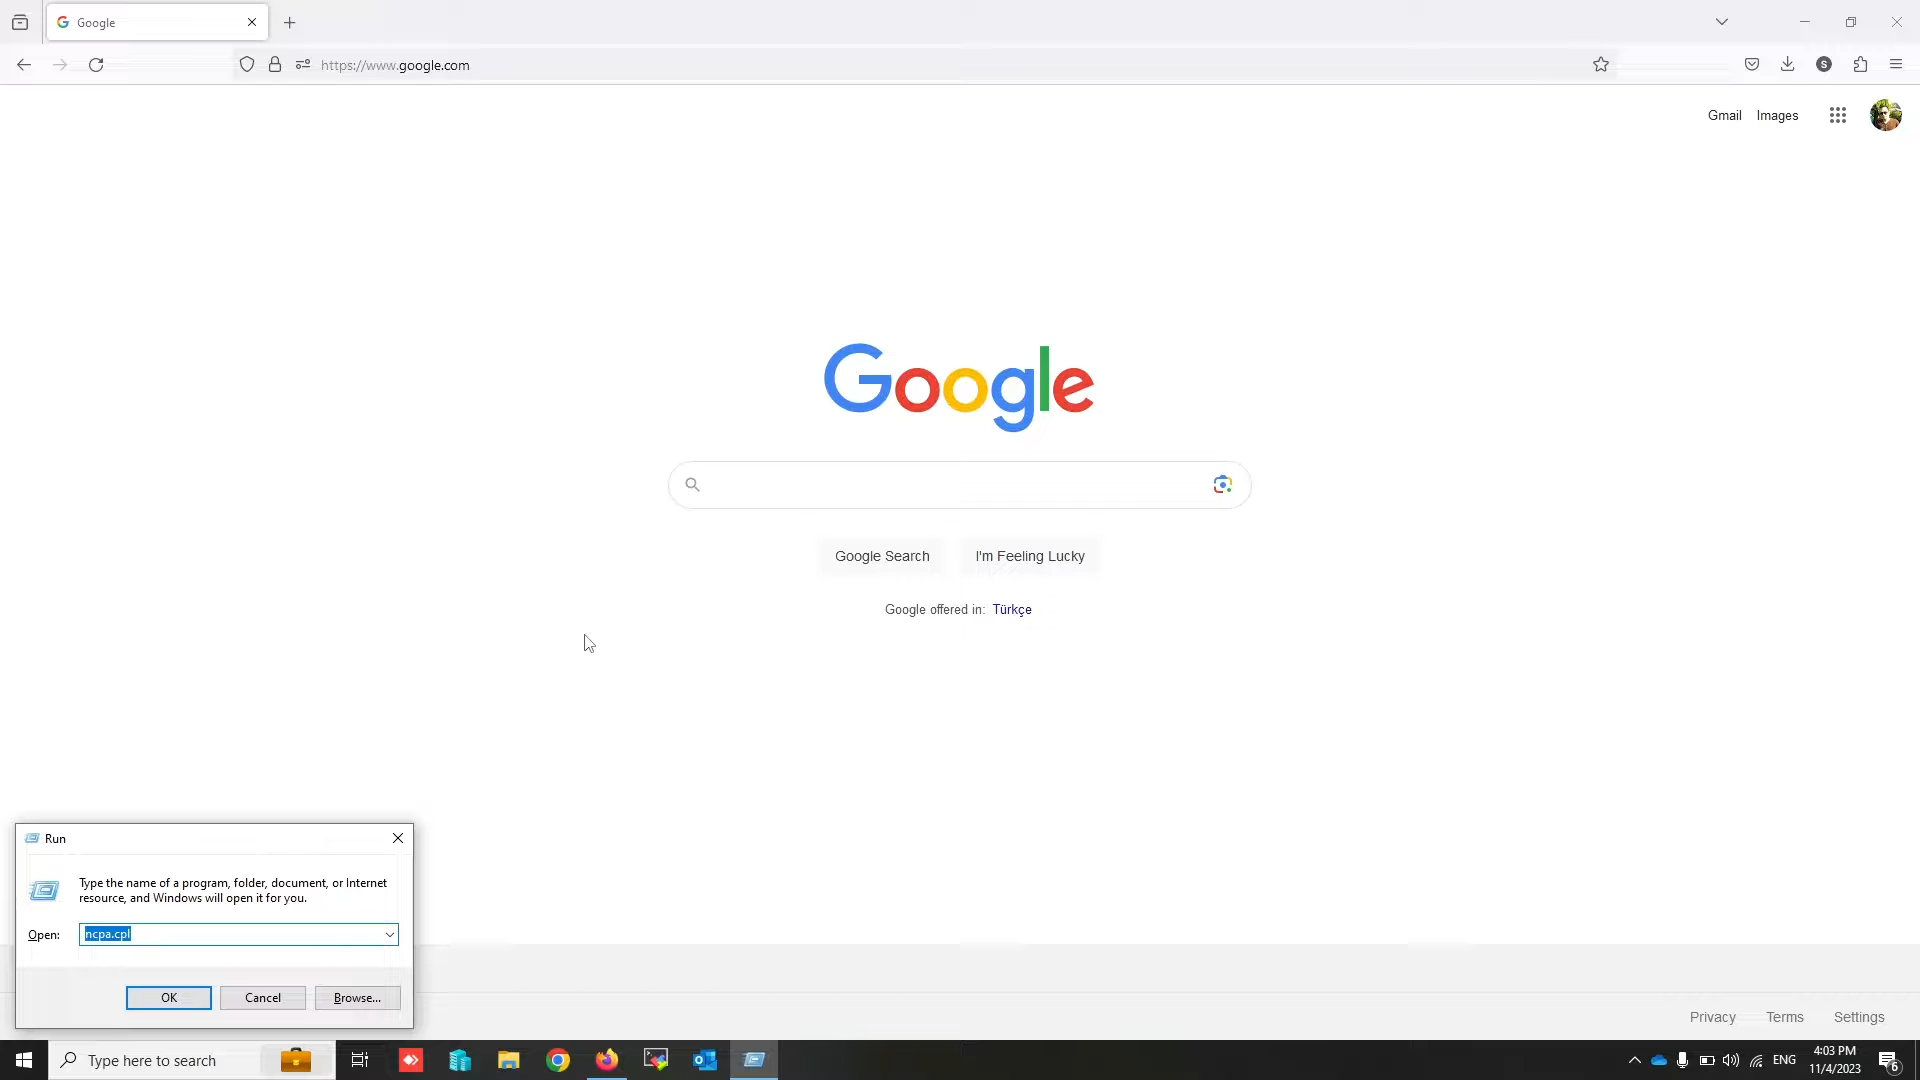 Google
https://www.google.com
S
Gmail Images
Google
Google Search I'm Feeling Lucky
Google offered in: Türkçe
Run
Type the name of a program, folder, document, or Internet
resource, and Windows will open it for you.
Open: ncpa.cpl
OK Cancel Browse...
Privacy Terms Settings
Type here to search
ENG
4:03 PM
11/4/2023
6